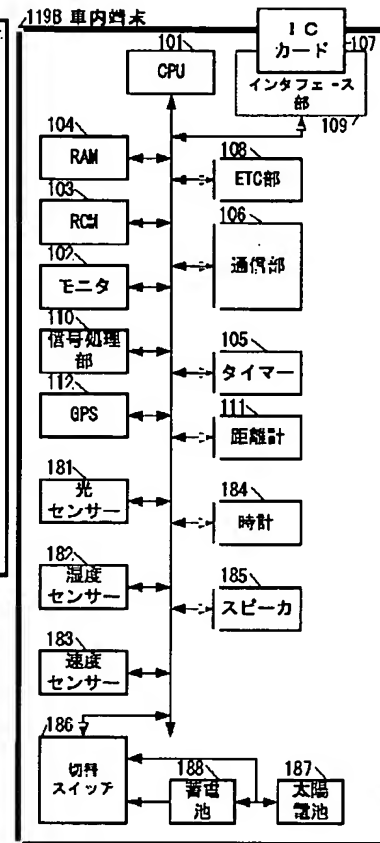 119B 車内端末
101
CPU
IC
カード
107
インタフェース
部
109
104
RAM
108
ETC部
103
ROM
106
通信部
102
モニタ
110
信号処理
部
105
タイマー
112
GPS
111
距離計
181
光
センサー
184
時計
182
湿度
センサー
185
スピーカ
183
速度
センサー
186
切替
スイッチ
188
蓄電
池
187
太陽
電池